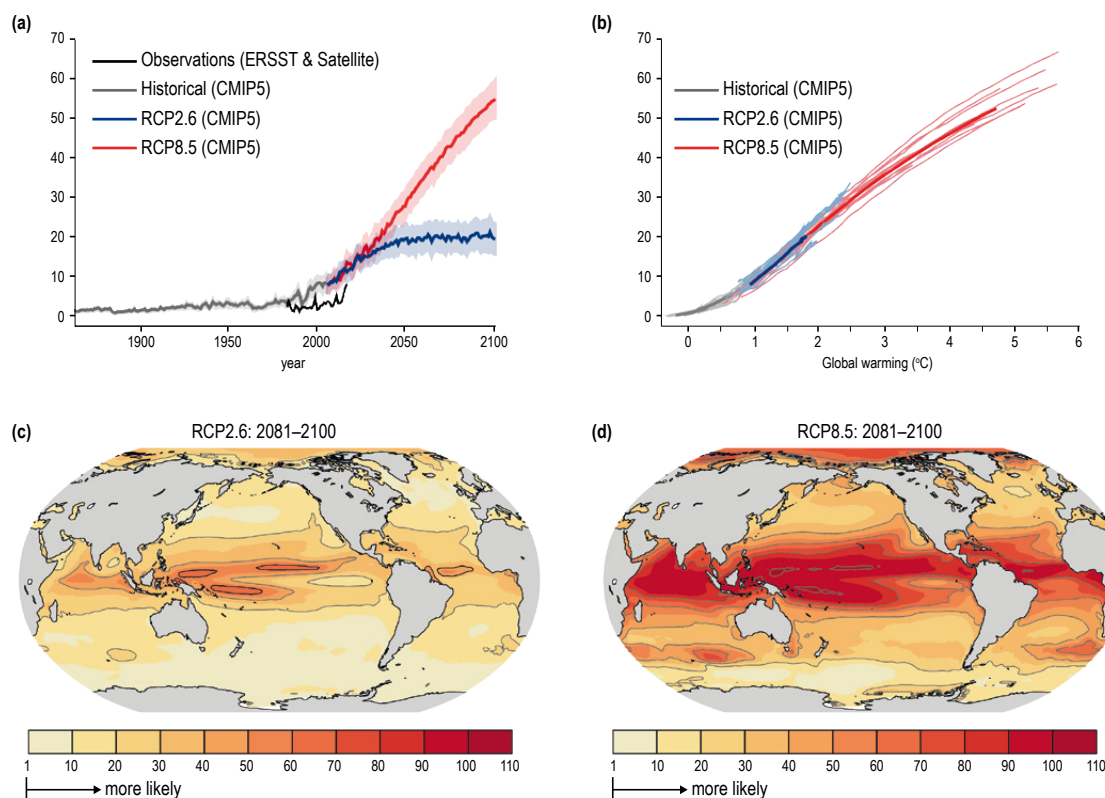 (a)
70
60
50
40
30
20
10
0
Observations (ERSST & Satellite)
Historical (CMIP5)
RCP2.6 (CMIP5)
RCP8.5 (CMIP5)
1900 1950 2000 2050 2100
year
(b)
70
60
50
40
30
20
10
0
Historical (CMIP5)
RCP2.6 (CMIP5)
RCP8.5 (CMIP5)
0 1 2 3 4 5 6
Global warming (°C)
(c)
RCP2.6: 2081–2100
1 10 20 30 40 50 60 70 80 90 100 110
more likely
(d)
RCP8.5: 2081–2100
1 10 20 30 40 50 60 70 80 90 100 110
more likely